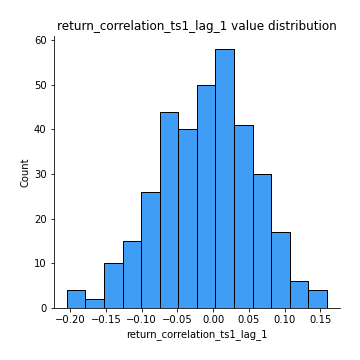 return_correlation_ts1_lag_1 value distribution
60
50
40
30
20
10
0
Count
−0.20 −0.15 −0.10 −0.05 0.00 0.05 0.10 0.15
return_correlation_ts1_lag_1